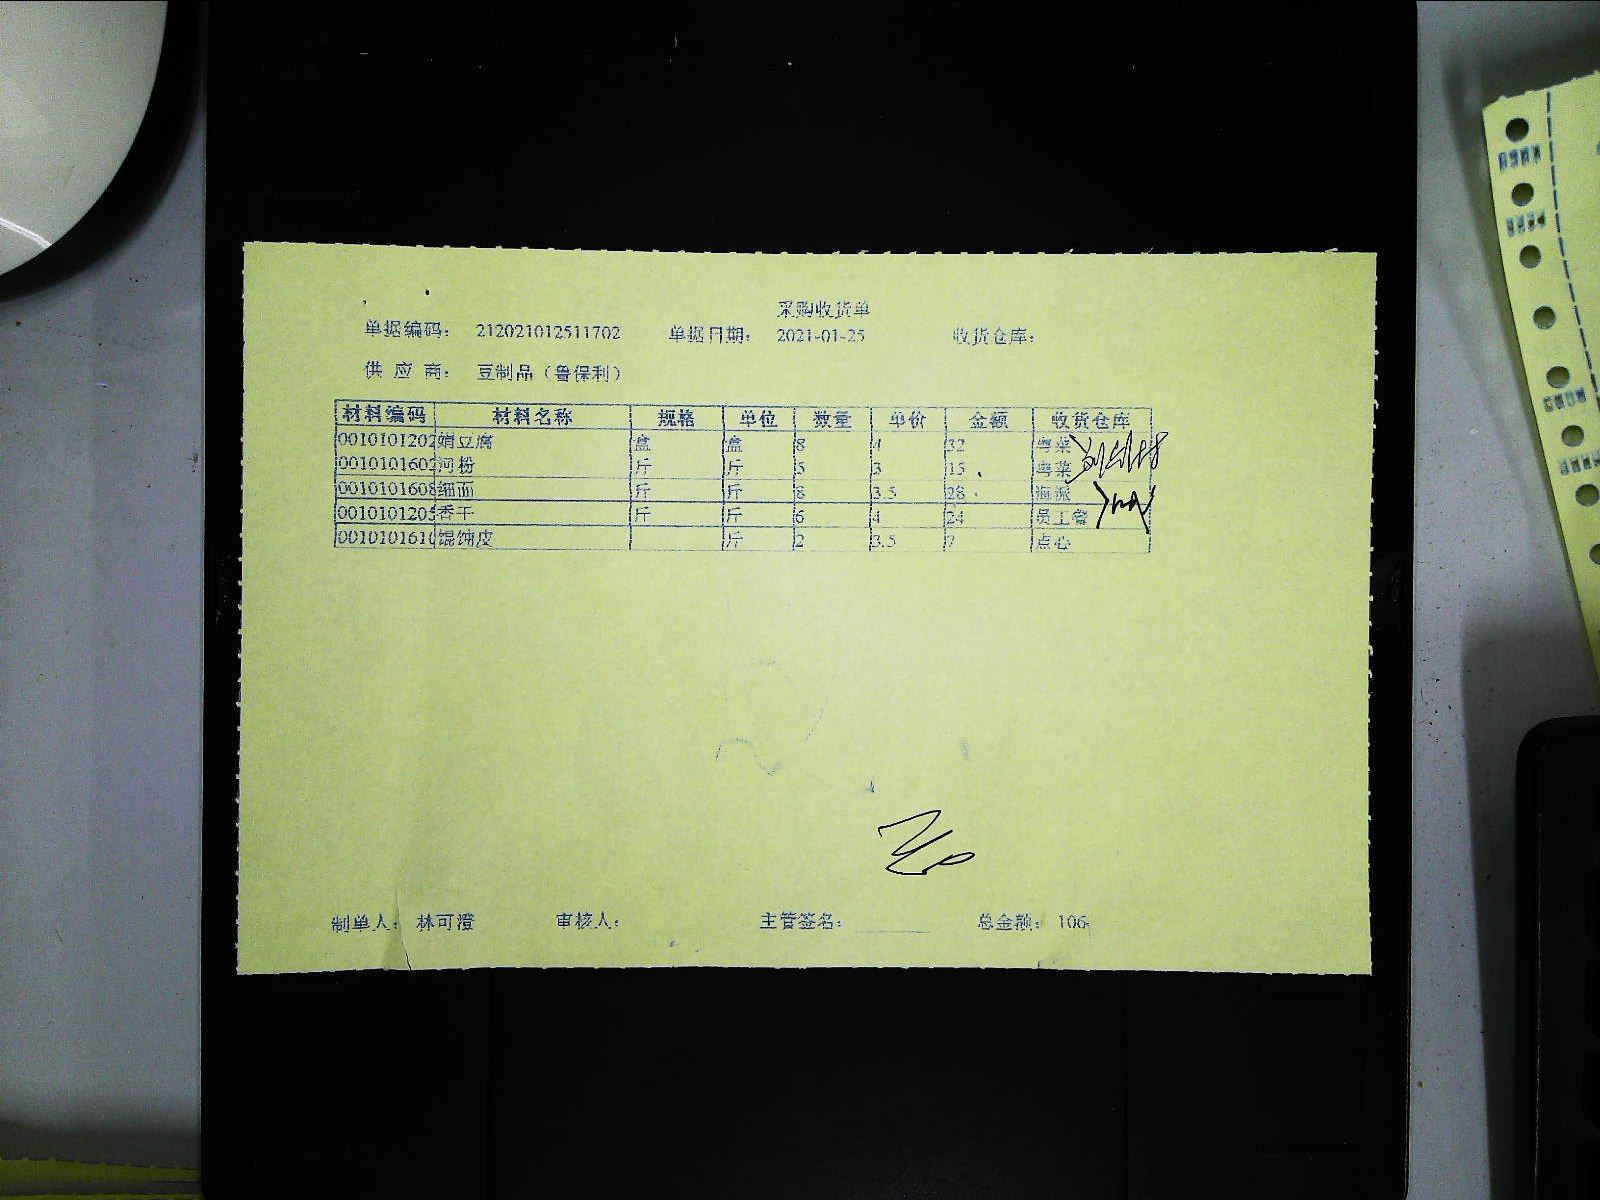 采购收货单
单据编码： 212021012511702 单据日期： 2021-01-25 收货仓库：
供 应 商： 豆制品（鲁保利）
材料编码 材料名称 规格 单位 数量 单价 金额 收货仓库
0010101202 绢豆腐 盒 盒 8 4 32 粤菜
0010101602 河粉 斤 斤 5 3 15 粤菜
0010101608 细面 斤 斤 8 3.5 28 海派
0010101205 香干 斤 斤 6 4 24 员工餐
0010101610 馄饨皮 斤 2 3.5 7 点心
制单人： 林可澄 审核人： 主管签名： 总金额： 106